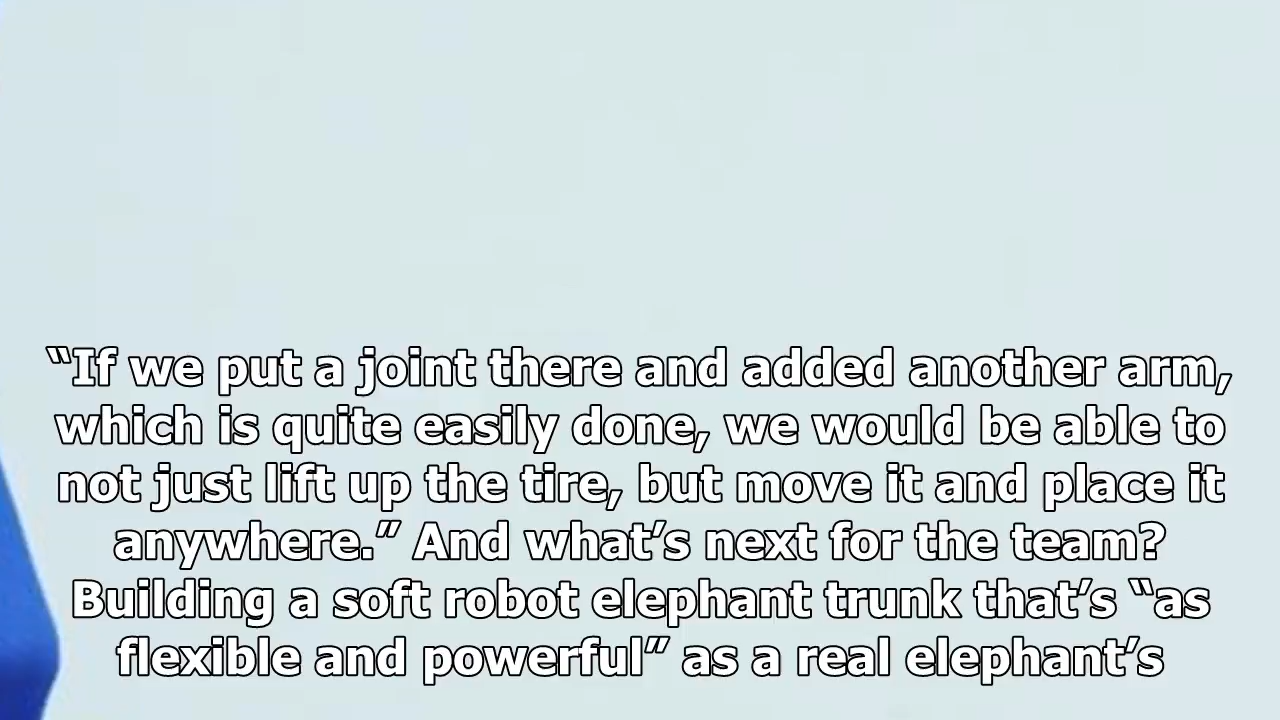 “If we put a joint there and added another arm,
which is quite easily done, we would be able to
not just lift up the tire, but move it and place it
anywhere.” And what’s next for the team?
Building a soft robot elephant trunk that’s “as
flexible and powerful” as a real elephant’s